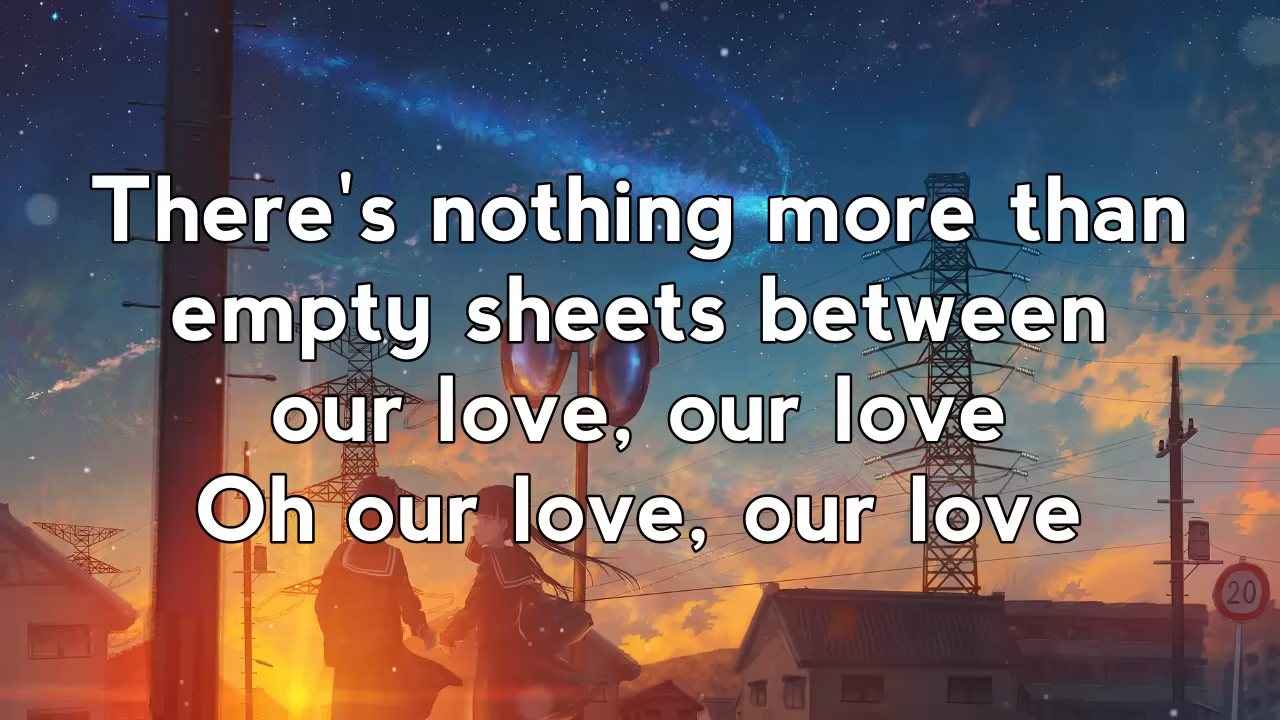 There's nothing more than
empty sheets between
our love, our love
Oh our love, our love
20